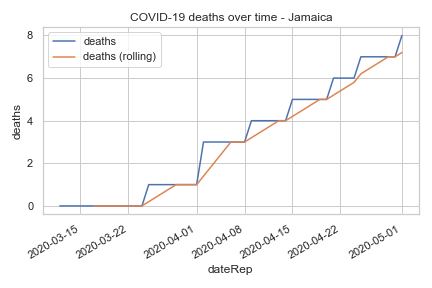 COVID-19 deaths over time - Jamaica
deaths
deaths (rolling)
deaths
8
6
4
2
0
2020-03-15
2020-03-22
2020-04-01
2020-04-08
2020-04-15
2020-04-22
2020-05-01
dateRep